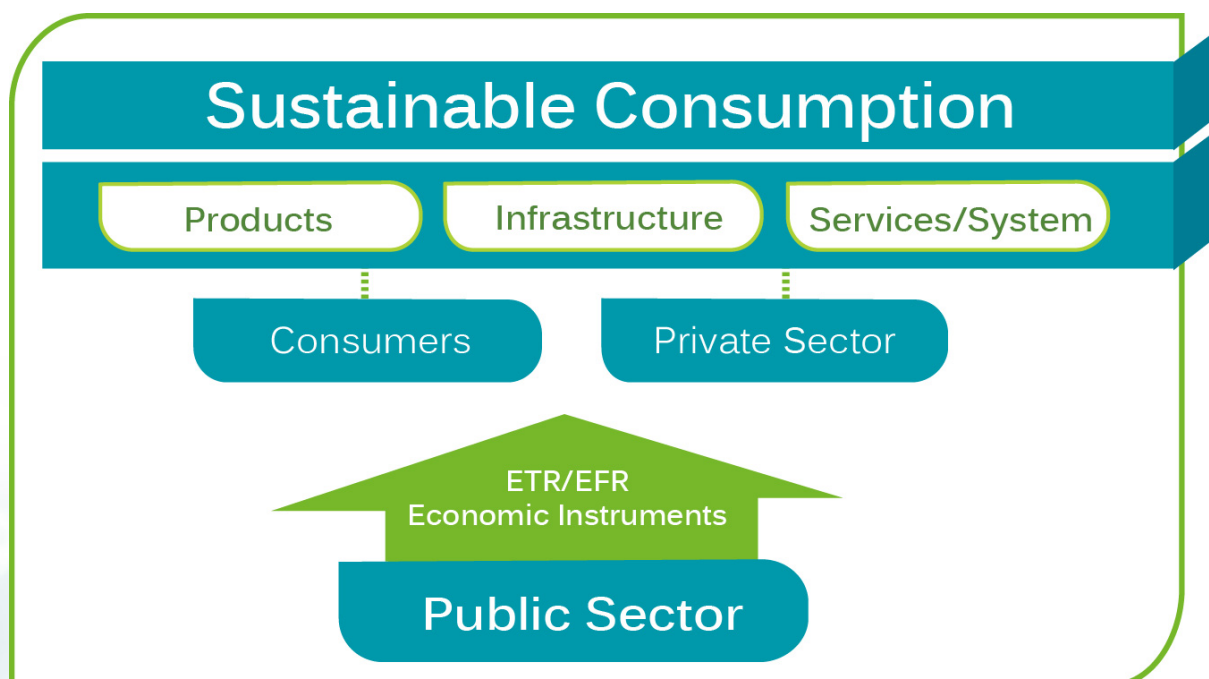 Sustainable Consumption
Products
Infrastructure
Services/System
Consumers
Private Sector
ETR/EFR
Economic Instruments
Public Sector